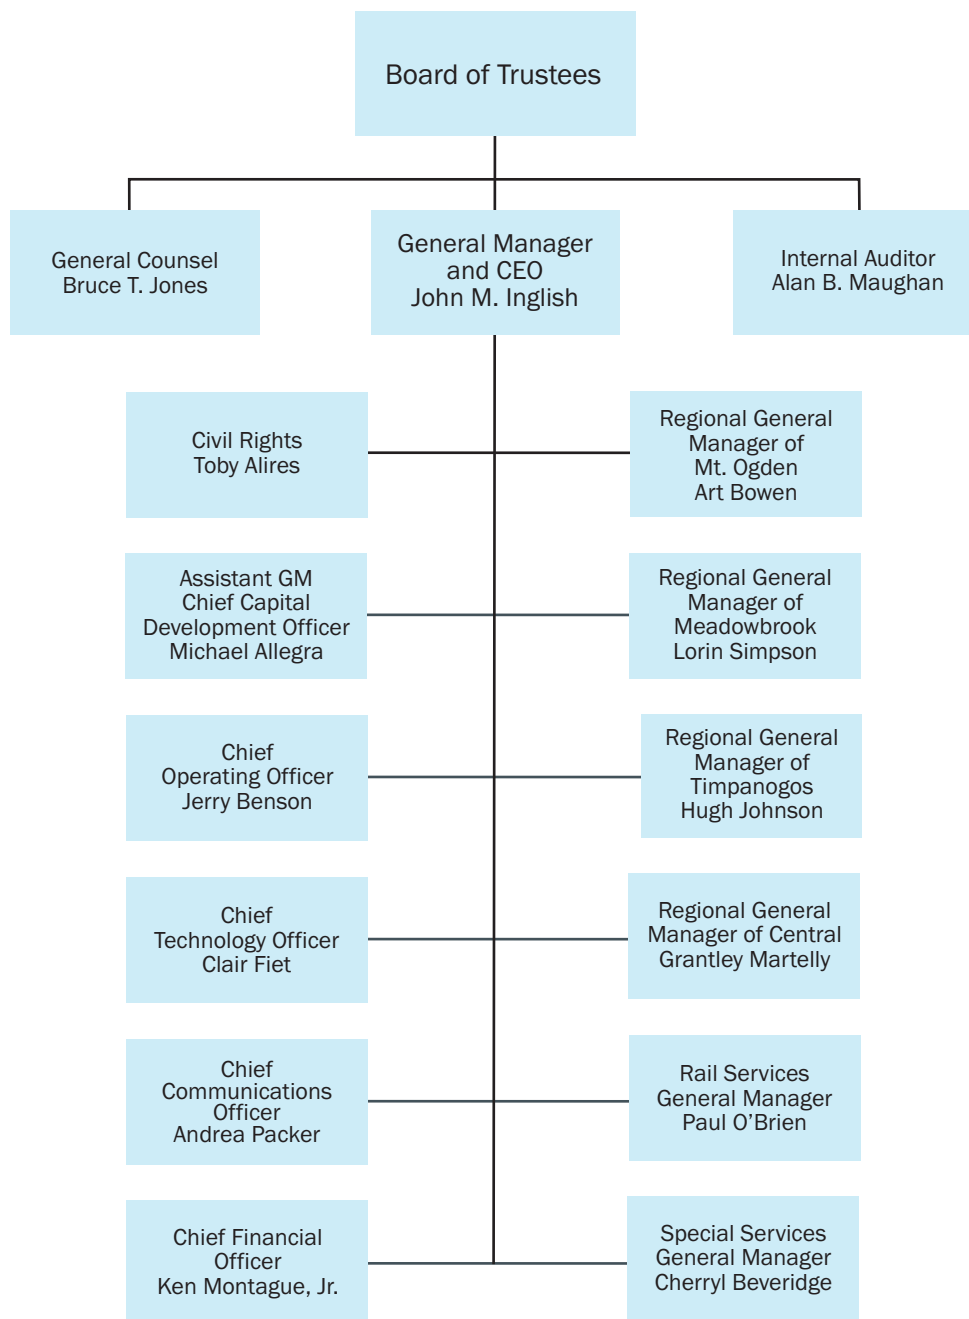 Board of Trustees
General Counsel
Bruce T. Jones
General Manager
and CEO
John M. Inglish
Internal Auditor
Alan B. Maughan
Civil Rights
Toby Alires
Regional General
Manager of
Mt. Ogden
Art Bowen
Assistant GM
Chief Capital
Development Officer
Michael Allegra
Regional General
Manager of
Meadowbrook
Lorin Simpson
Chief
Operating Officer
Jerry Benson
Regional General
Manager of
Timpanogos
Hugh Johnson
Chief
Technology Officer
Clair Fiet
Regional General
Manager of Central
Grantley Martelly
Chief
Communications
Officer
Andrea Packer
Rail Services
General Manager
Paul O’Brien
Chief Financial
Officer
Ken Montague, Jr.
Special Services
General Manager
Cherryl Beveridge